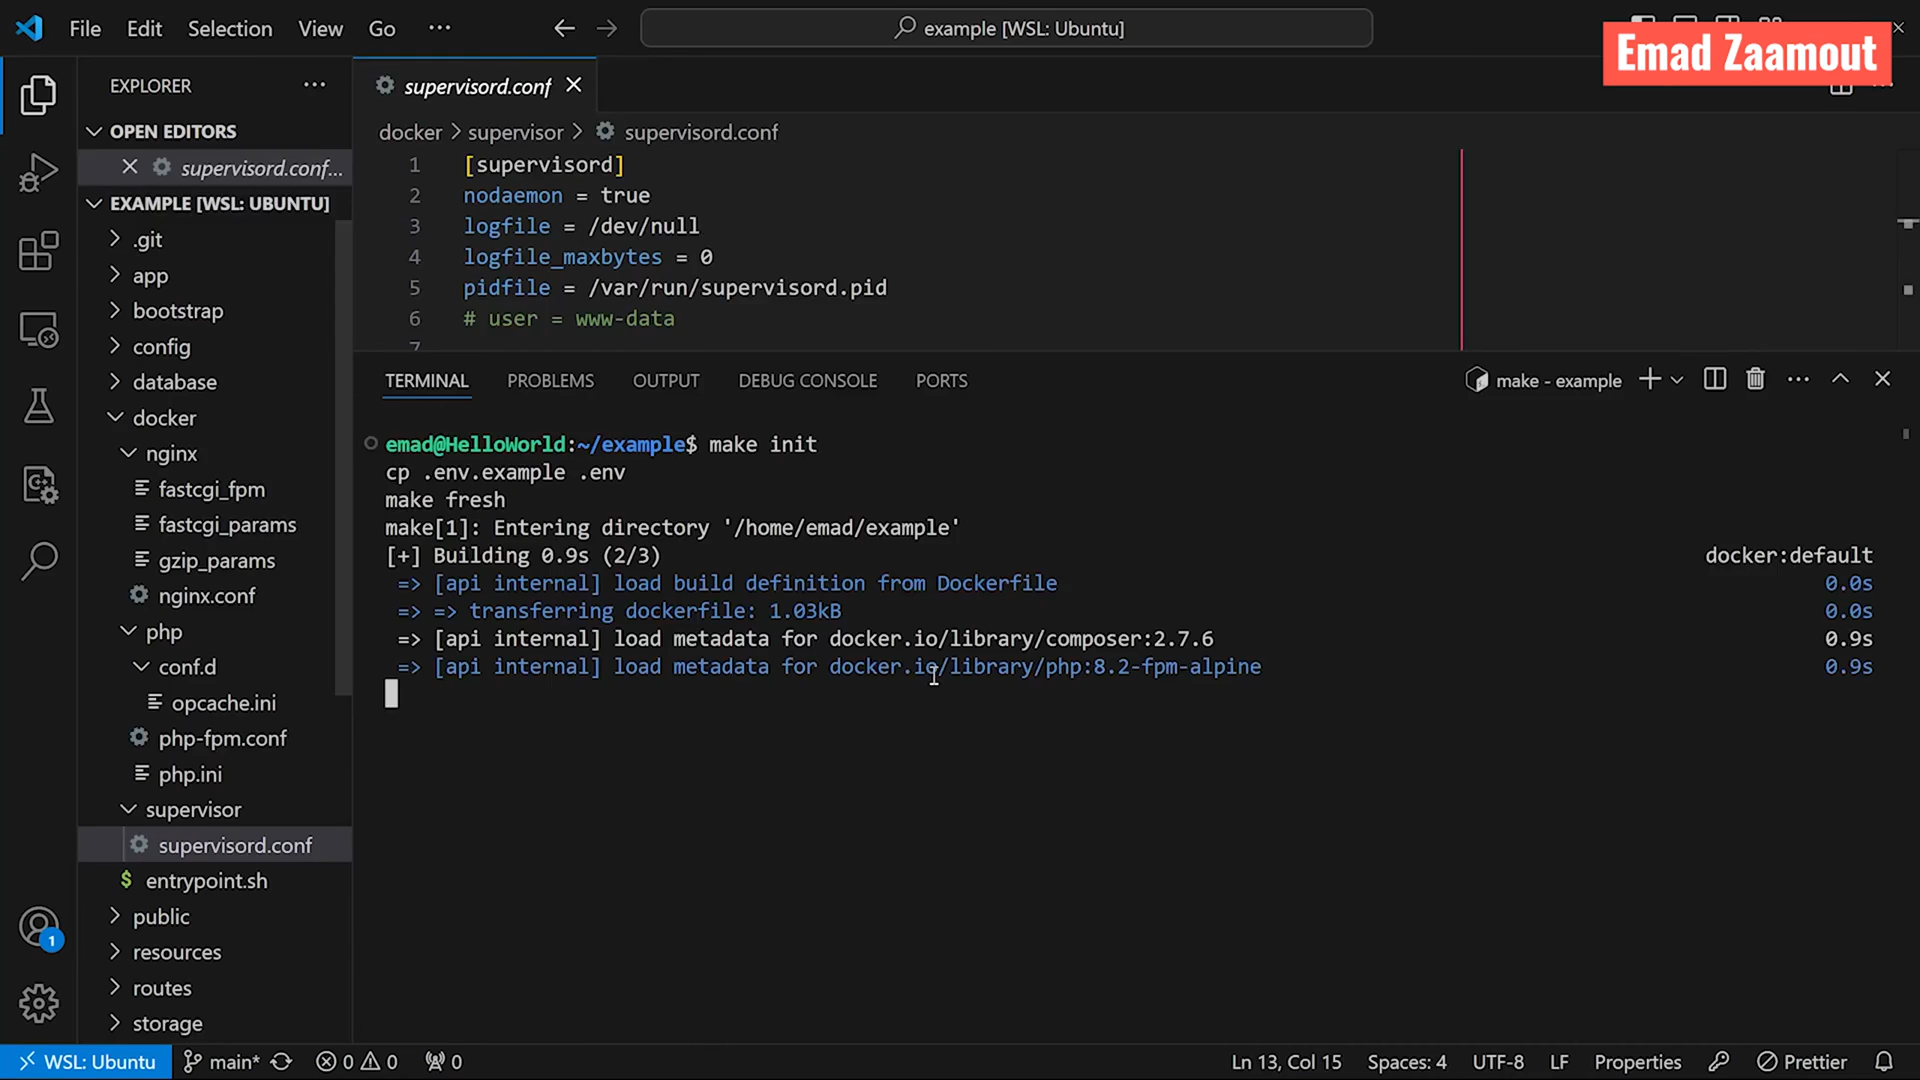 File Edit Selection View Go ···
example [WSL: Ubuntu]
Emad Zaamout
EXPLORER
OPEN EDITORS
supervisord.conf...
EXAMPLE [WSL: UBUNTU]
.git
app
bootstrap
config
database
docker
nginx
fastcgi_fpm
fastcgi_params
gzip_params
nginx.conf
php
conf.d
opcache.ini
php-fpm.conf
php.ini
supervisor
supervisord.conf
$ entrypoint.sh
public
resources
routes
storage
supervisord.conf
docker > supervisor > supervisord.conf
1 [supervisord]
2 nodaemon = true
3 logfile = /dev/null
4 logfile_maxbytes = 0
5 pidfile = /var/run/supervisord.pid
6 # user = www-data
7
TERMINAL PROBLEMS OUTPUT DEBUG CONSOLE PORTS
make - example
emad@HelloWorld:~/example$ make init
cp .env.example .env
make fresh
make[1]: Entering directory '/home/emad/example'
[+] Building 0.9s (2/3) docker:default
=> [api internal] load build definition from Dockerfile 0.0s
=> => transferring dockerfile: 1.03kB 0.0s
=> [api internal] load metadata for docker.io/library/composer:2.7.6 0.9s
=> [api internal] load metadata for docker.io/library/php:8.2-fpm-alpine 0.9s
1
WSL: Ubuntu main* 0 0 0 Ln 13, Col 15 Spaces: 4 UTF-8 LF Properties Prettier